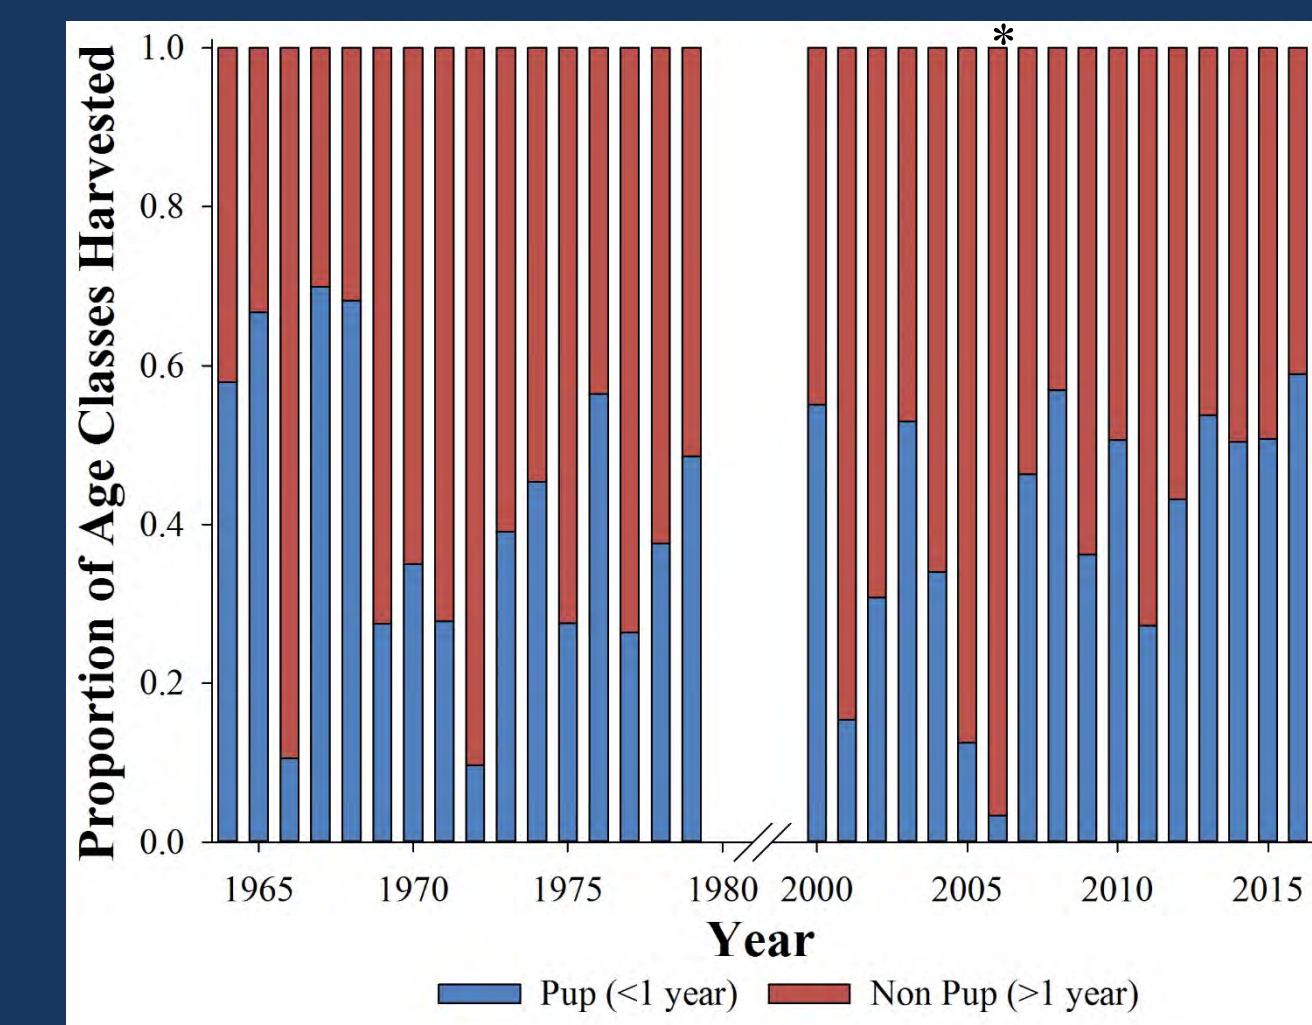 *
Proportion of Age Classes Harvested
1.0
0.8
0.6
0.4
0.2
0.0
1965 1970 1975 1980 2000 2005 2010 2015
Year
Pup (<1 year) Non Pup (>1 year)